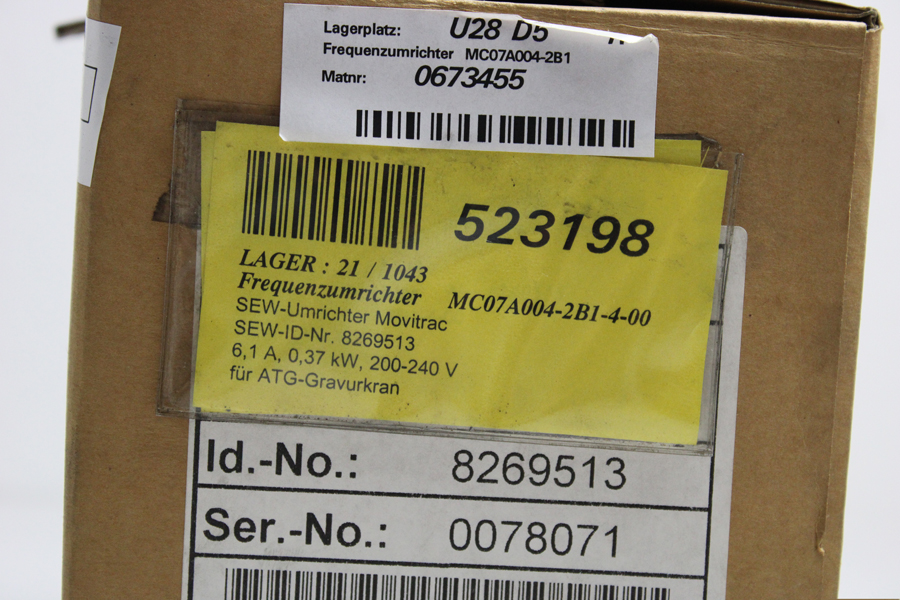 Lagerplatz: U28 D5
Frequenzumrichter MC07A004-2B1
Matnr: 0673455
523198
LAGER : 21 / 1043
Frequenzumrichter MC07A004-2B1-4-00
SEW-Umrichter Movitrac
SEW-ID-Nr. 8269513
6,1 A, 0,37 kW, 200-240 V
für ATG-Gravurkran
Id.-No.: 8269513
Ser.-No.: 0078071